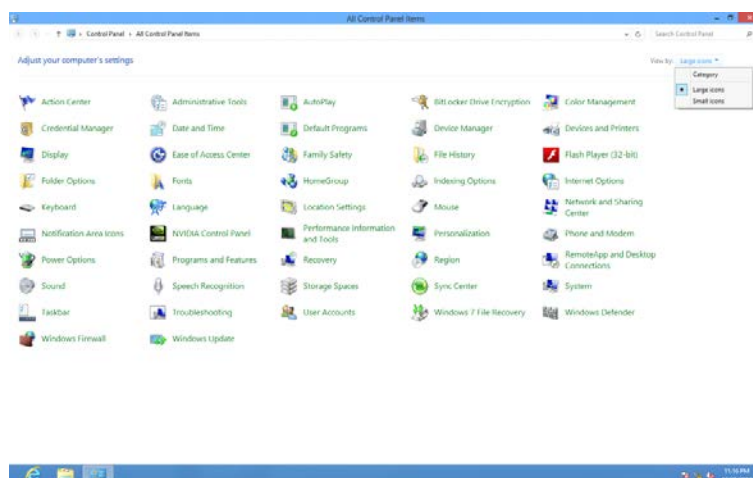 All Control Panel Items
Control Panel All Control Panel Items Search Control Panel
Adjust your computer's settings View by: Large icons
Category
Large icons
Small icons
Action Center Administrative Tools AutoPlay BitLocker Drive Encryption Color Management
Credential Manager Date and Time Default Programs Device Manager Devices and Printers
Display Ease of Access Center Family Safety File History Flash Player (32-bit)
Folder Options Fonts HomeGroup Indexing Options Internet Options
Keyboard Language Location Settings Mouse Network and Sharing Center
Notification Area Icons NVIDIA Control Panel Performance Information and Tools Personalization Phone and Modem
Power Options Programs and Features Recovery Region RemoteApp and Desktop Connections
Sound Speech Recognition Storage Spaces Sync Center System
Taskbar Troubleshooting User Accounts Windows 7 File Recovery Windows Defender
Windows Firewall Windows Update
11:16 PM